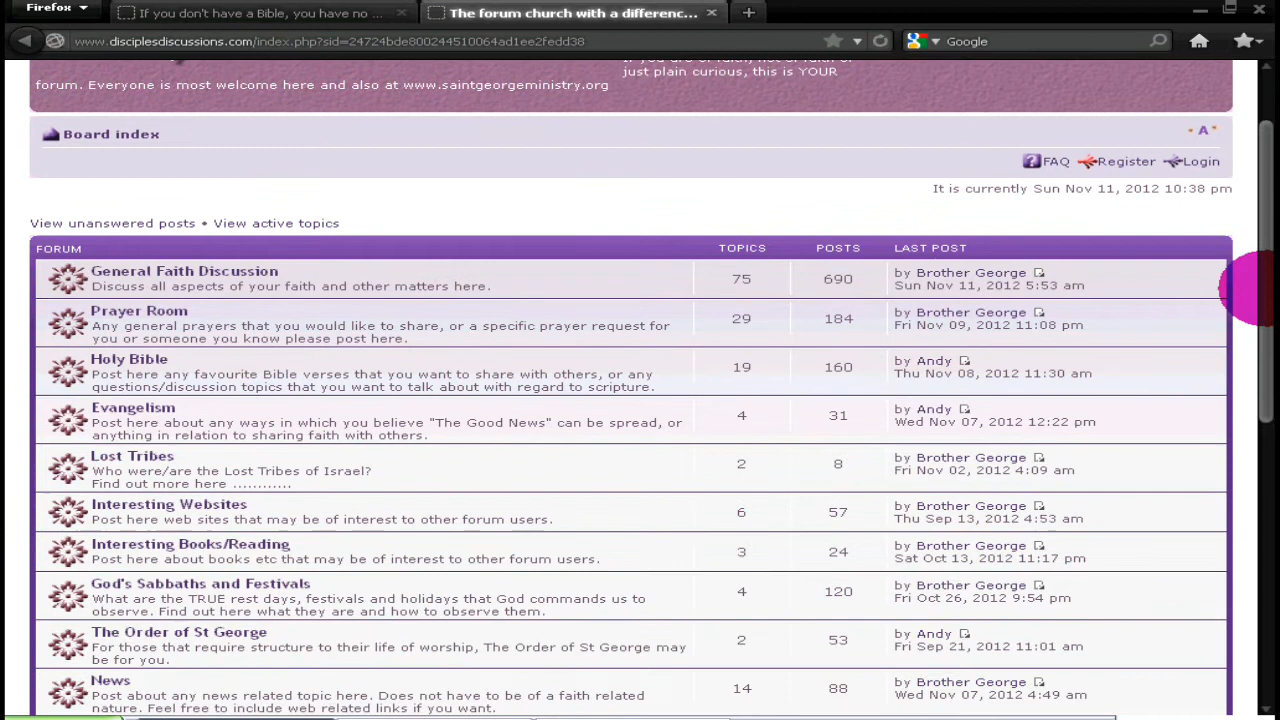 Firefox
If you don't have a Bible, you have no ...
The forum church with a differenc...
www.disciplesdiscussions.com/index.php?sid=24724bde800244510064ad1ee2fedd38
Google
just plain curious, this is YOUR
forum. Everyone is most welcome here and also at www.saintgeorgeministry.org
Board index
A
FAQ Register Login
It is currently Sun Nov 11, 2012 10:38 pm
View unanswered posts • View active topics
FORUM TOPICS POSTS LAST POST
General Faith Discussion
Discuss all aspects of your faith and other matters here.
75 690
by Brother George
Sun Nov 11, 2012 5:53 am
Prayer Room
Any general prayers that you would like to share, or a specific prayer request for
you or someone you know please post here.
29 184
by Brother George
Fri Nov 09, 2012 11:08 pm
Holy Bible
Post here any favourite Bible verses that you want to share with others, or any
questions/discussion topics that you want to talk about with regard to scripture.
19 160
by Andy
Thu Nov 08, 2012 11:30 am
Evangelism
Post here about any ways in which you believe "The Good News" can be spread, or
anything in relation to sharing faith with others.
4 31
by Andy
Wed Nov 07, 2012 12:22 pm
Lost Tribes
Who were/are the Lost Tribes of Israel?
Find out more here ............
2 8
by Brother George
Fri Nov 02, 2012 4:09 am
Interesting Websites
Post here web sites that may be of interest to other forum users.
6 57
by Brother George
Thu Sep 13, 2012 4:53 am
Interesting Books/Reading
Post here about books etc that may be of interest to other forum users.
3 24
by Brother George
Sat Oct 13, 2012 11:17 pm
God's Sabbaths and Festivals
What are the TRUE rest days, festivals and holidays that God commands us to
observe. Find out here what they are and how to observe them.
4 120
by Brother George
Fri Oct 26, 2012 9:54 pm
The Order of St George
For those that require structure to their life of worship, The Order of St George may
be for you.
2 53
by Andy
Fri Sep 21, 2012 11:01 am
News
Post about any news related topic here. Does not have to be of a faith related
nature. Feel free to include web related links if you want.
14 88
by Brother George
Wed Nov 07, 2012 4:49 am